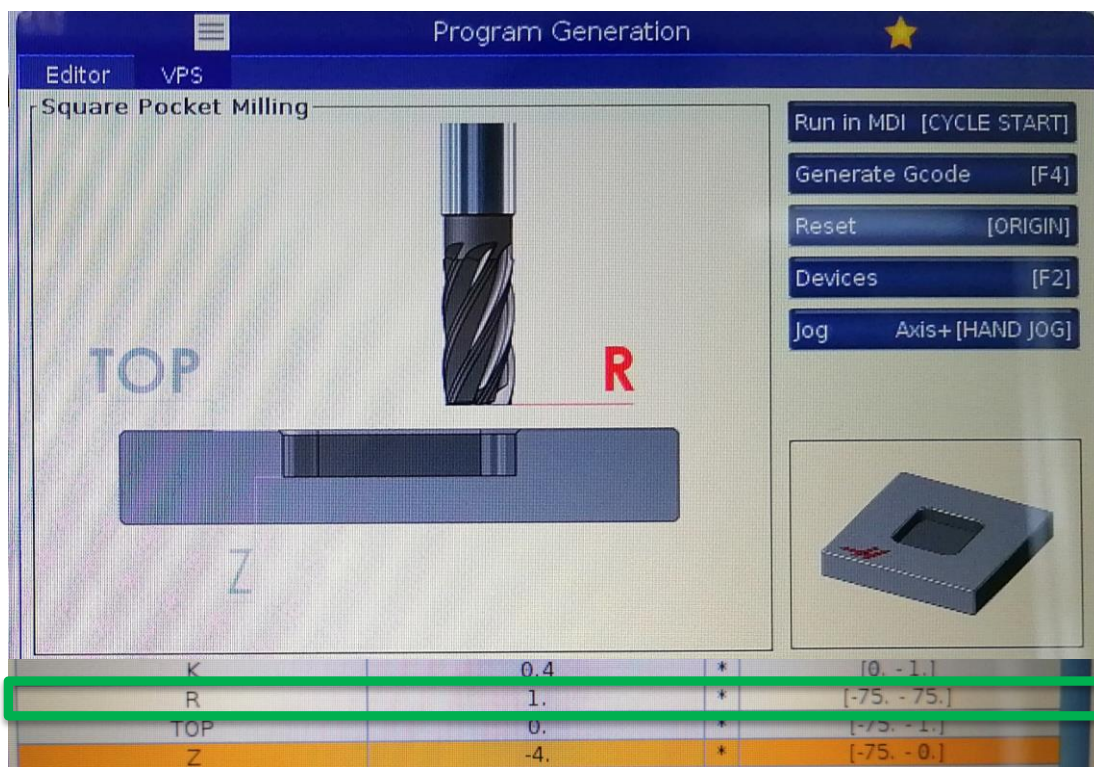 Program Generation
Editor VPS
Square Pocket Milling
Run in MDI [CYCLE START]
Generate Gcode [F4]
Reset [ORIGIN]
Devices [F2]
Jog Axis+[HAND JOG]
TOP
R
Z
K 0.4 * [0. - 1.]
R 1. * [-75. - 75.]
TOP 0. * [-75. - 1.]
Z -4. * [-75. - 0.]